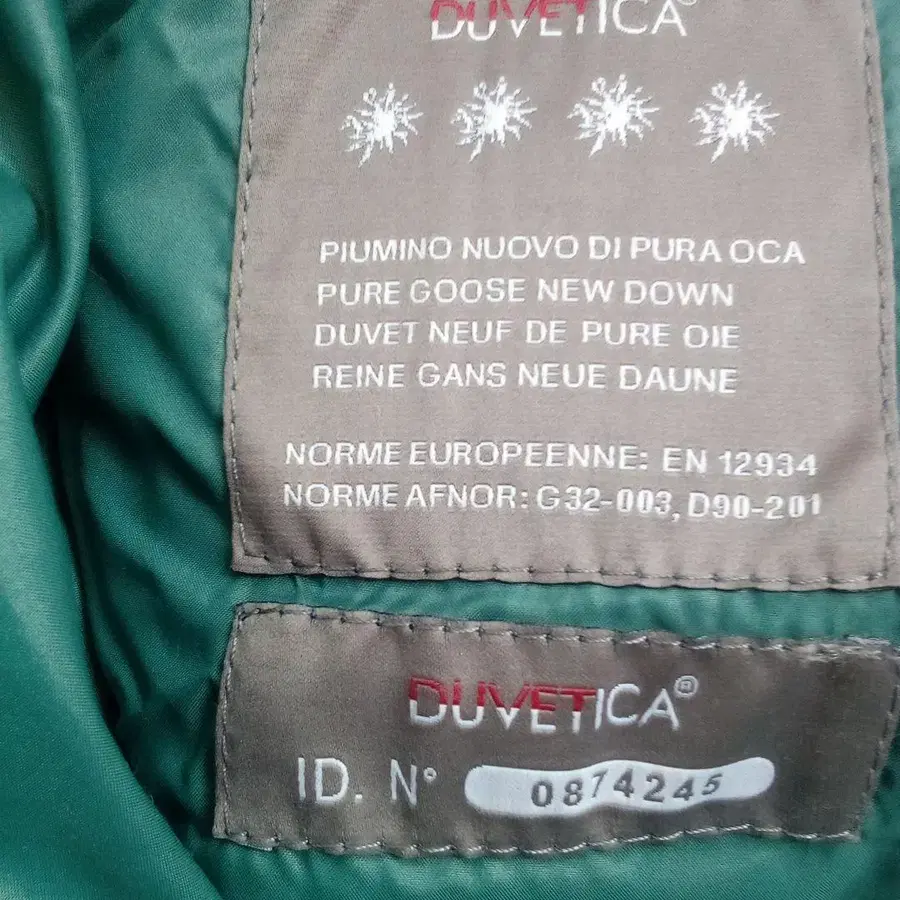 DUVETICA®
PIUMINO NUOVO DI PURA OCA
PURE GOOSE NEW DOWN
DUVET NEUF DE PURE OIE
REINE GANS NEUE DAUNE
NORME EUROPEENNE: EN 12934
NORME AFNOR: G32-003, D90-201
DUVETICA®
ID. N° 0874245